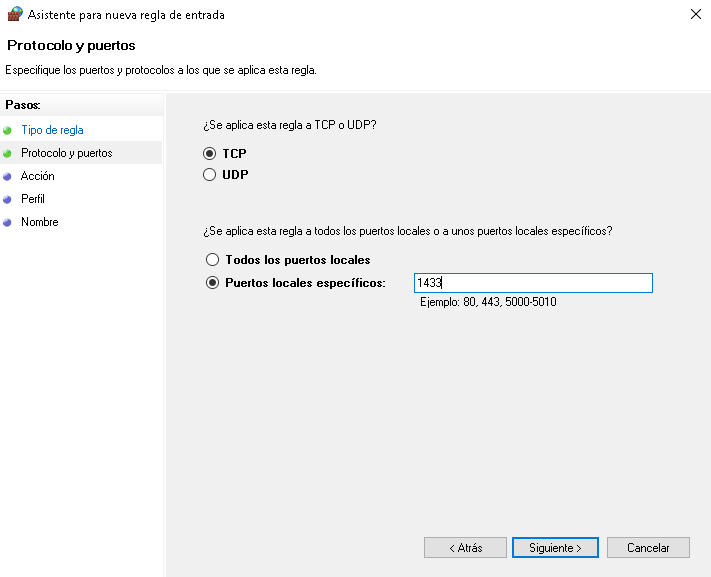 Asistente para nueva regla de entrada
Protocolo y puertos
Especifique los puertos y protocolos a los que se aplica esta regla.
Pasos:
Tipo de regla
Protocolo y puertos
Acción
Perfil
Nombre
¿Se aplica esta regla a TCP o UDP?
TCP
UDP
¿Se aplica esta regla a todos los puertos locales o a unos puertos locales específicos?
Todos los puertos locales
Puertos locales específicos: 1433
Ejemplo: 80, 443, 5000-5010
< Atrás Siguiente > Cancelar